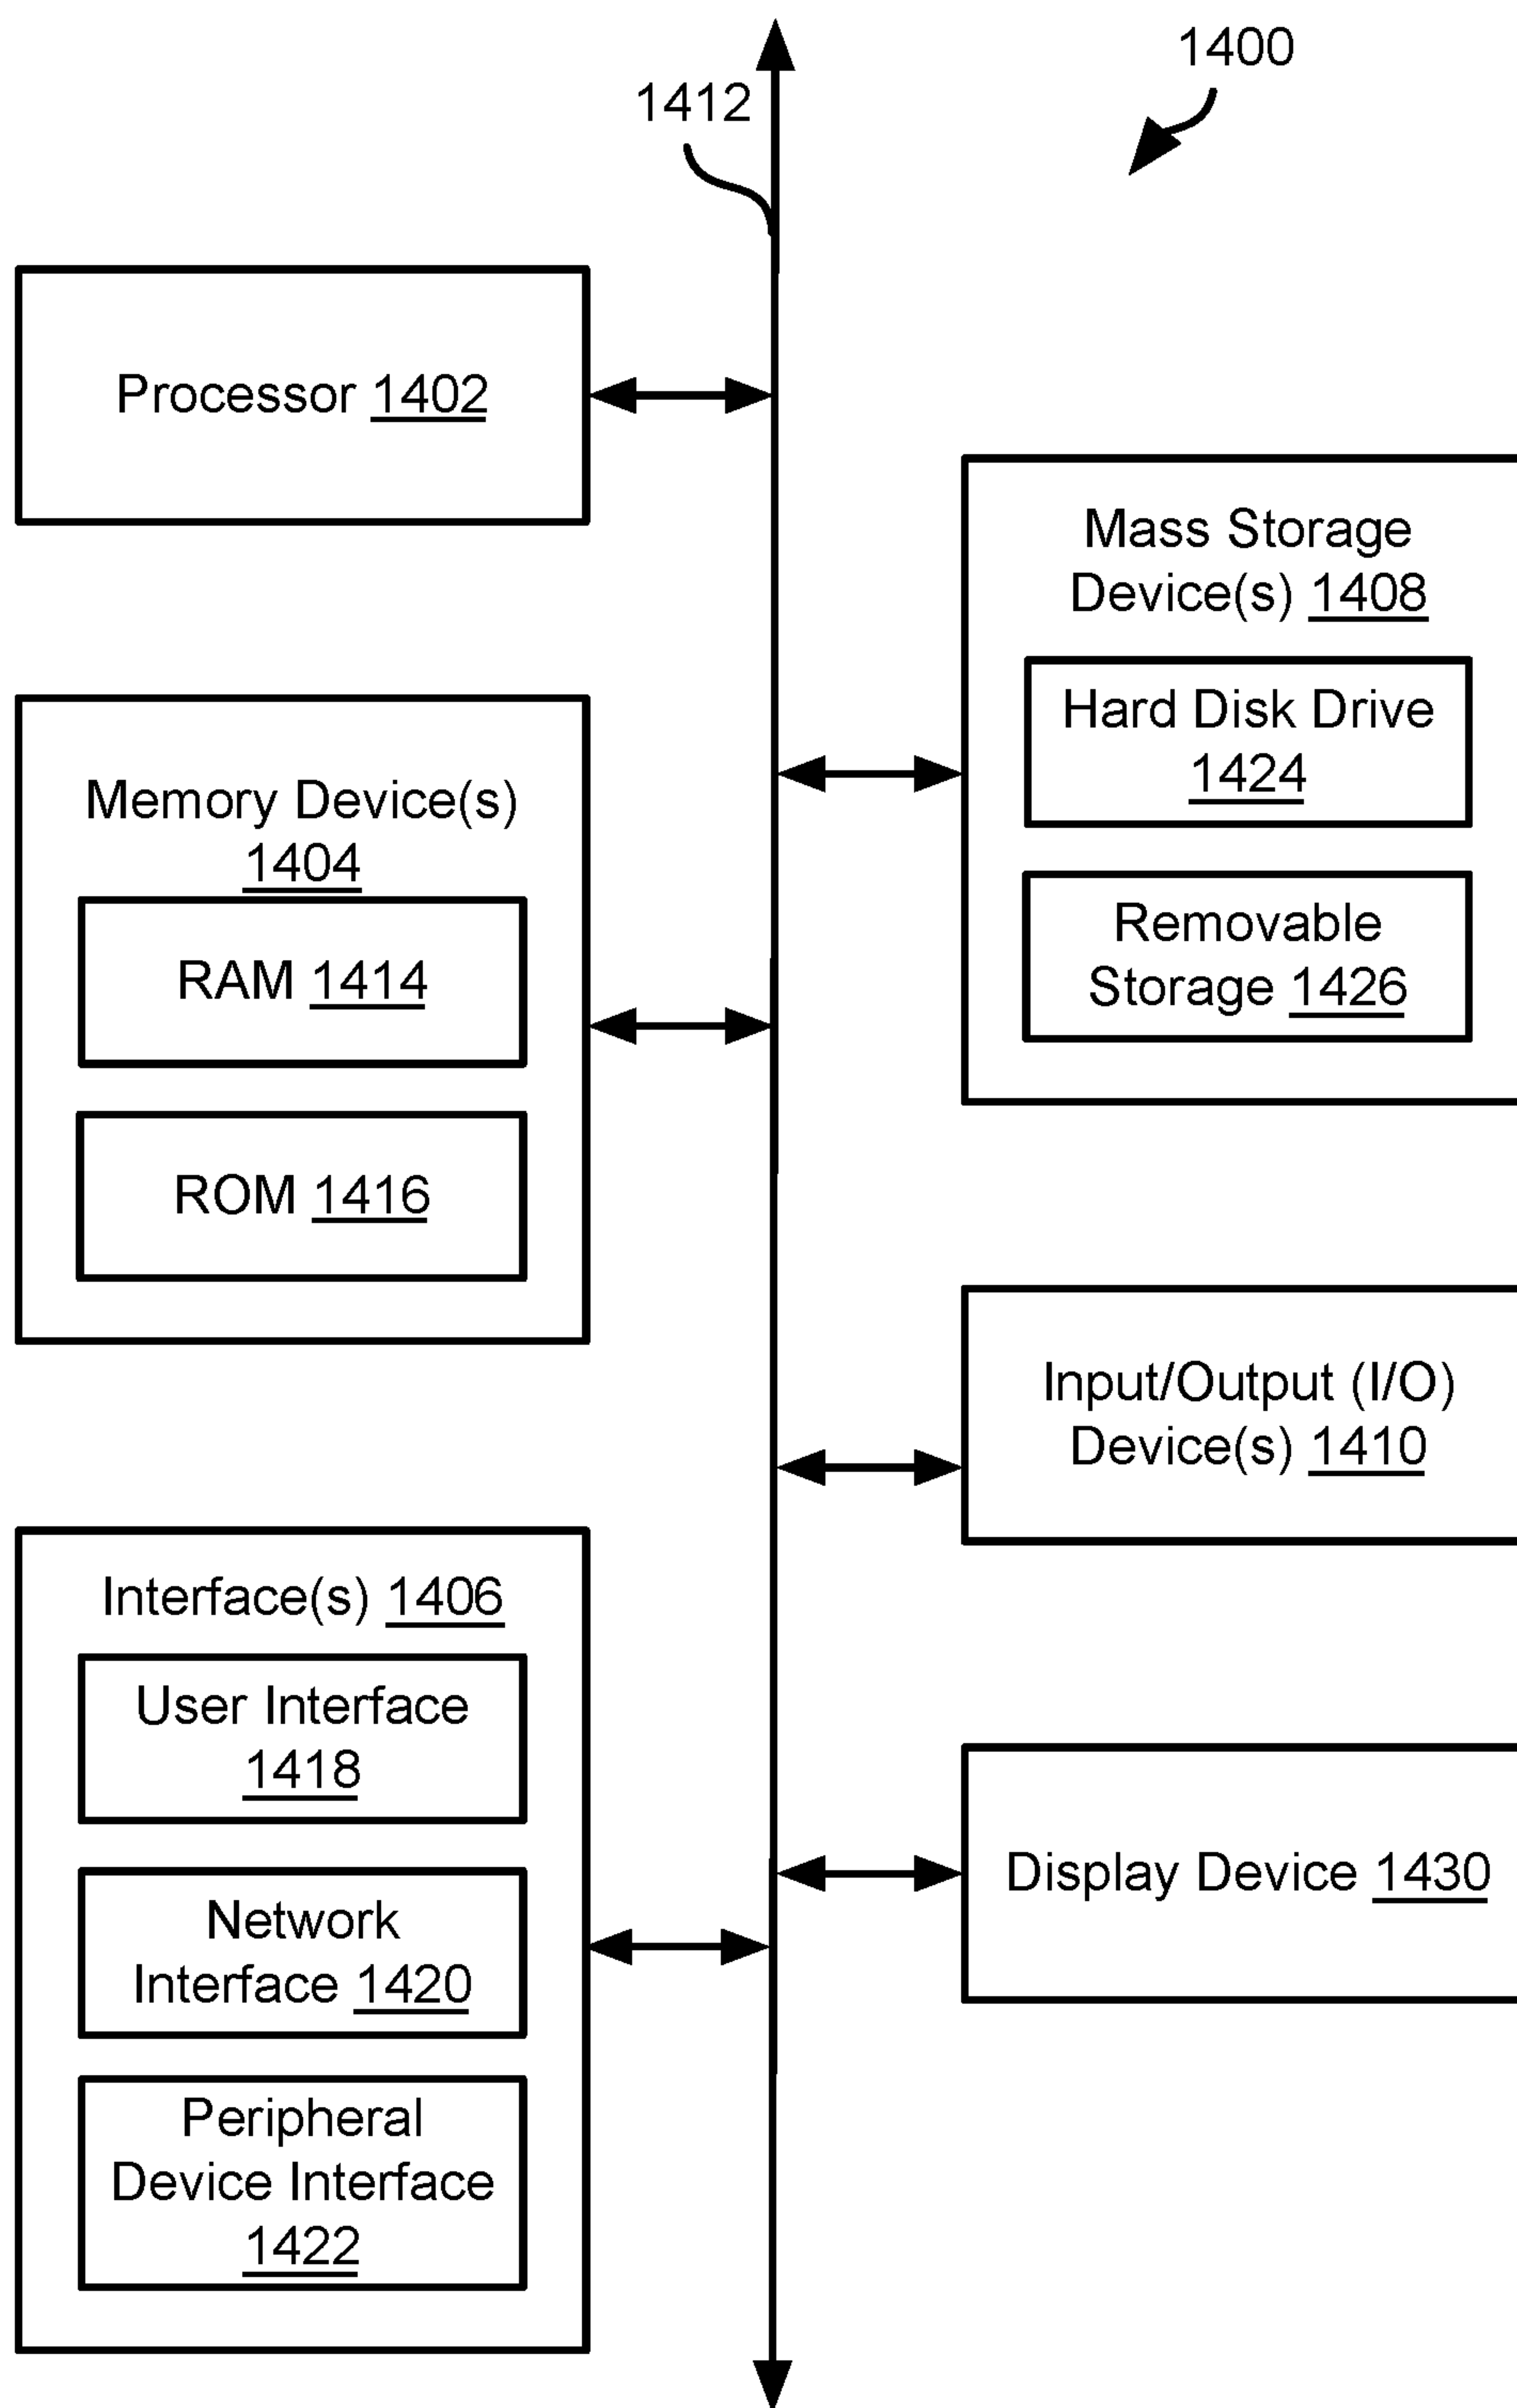 1400
1412
Processor 1402
Mass Storage
Device(s) 1408
Hard Disk Drive
1424
Removable
Storage 1426
Memory Device(s)
1404
RAM 1414
ROM 1416
Input/Output (I/O)
Device(s) 1410
Interface(s) 1406
User Interface
1418
Network
Interface 1420
Peripheral
Device Interface
1422
Display Device 1430